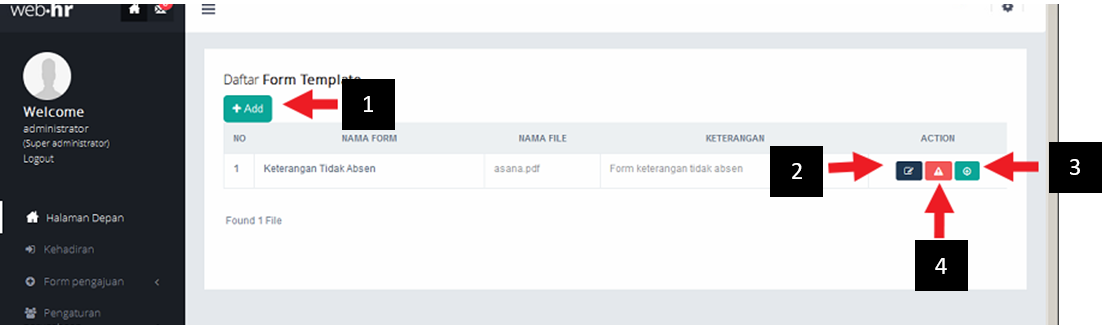 web•hr
Daftar Form Template
+ Add
1
Welcome
administrator
(Super administrator)
Logout
NO NAMA FORM NAMA FILE KETERANGAN ACTION
1 Keterangan Tidak Absen asana.pdf Form keterangan tidak absen
2
3
Found 1 File
4
Halaman Depan
Kehadiran
Form pengajuan
Pengaturan